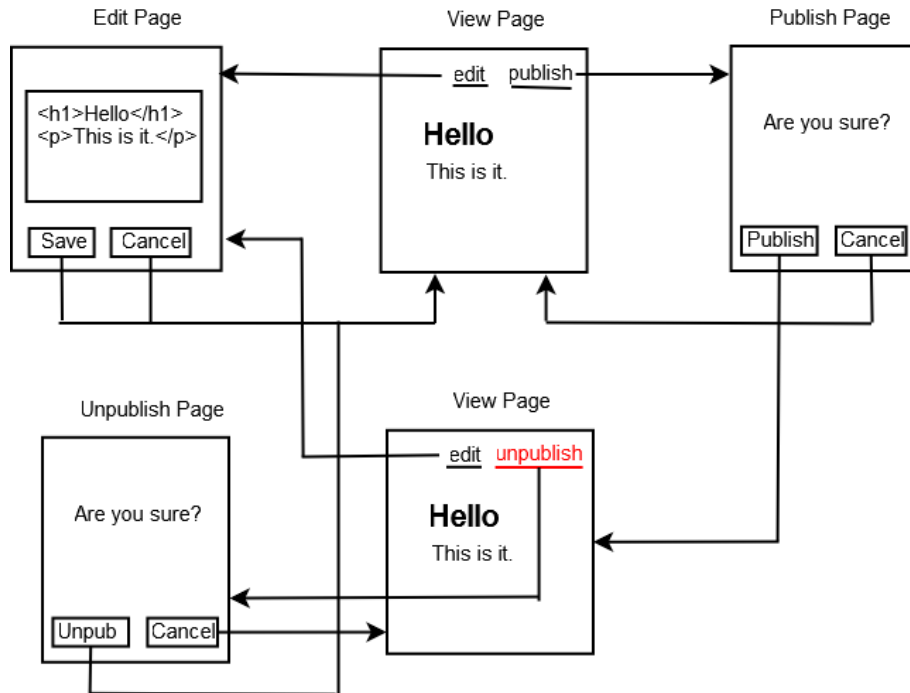 Edit Page
<h1>Hello</h1>
<p>This is it.</p>
Save
Cancel
View Page
edit
publish
Hello
This is it.
Publish Page
Are you sure?
Publish
Cancel
Unpublish Page
Are you sure?
Unpub
Cancel
View Page
edit
unpublish
Hello
This is it.